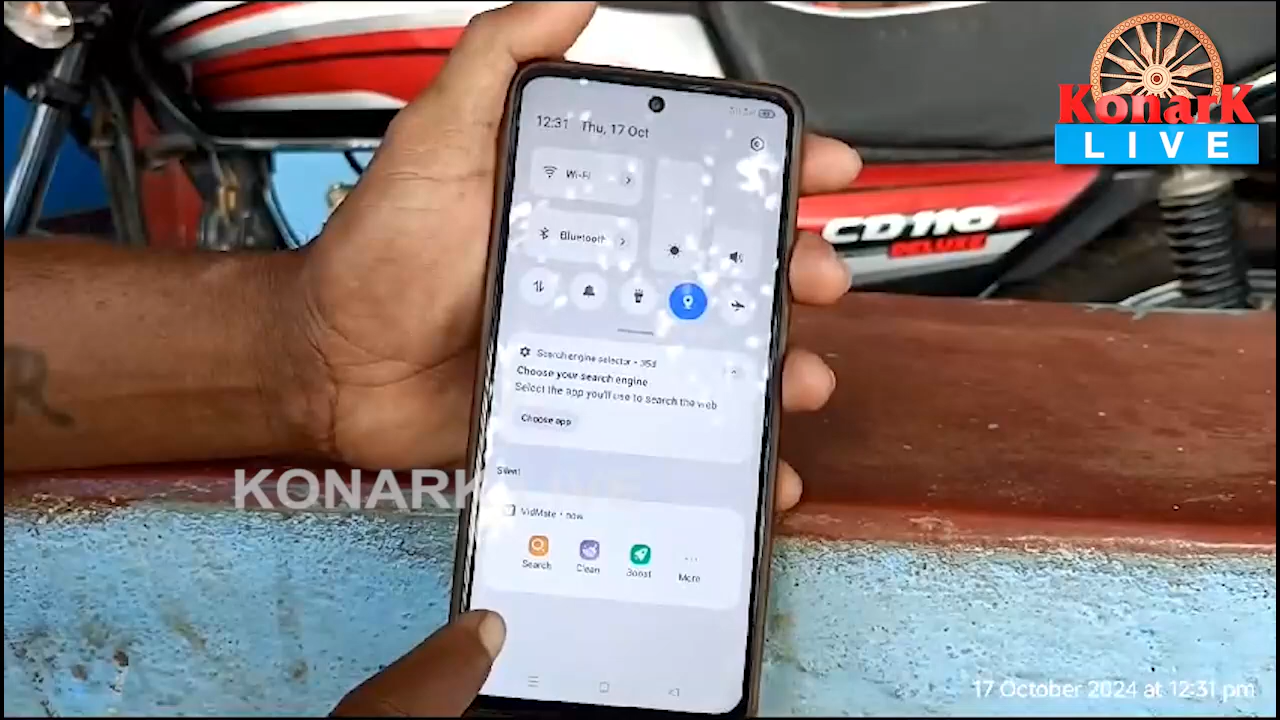 KonarK
LIVE
12:31 Thu, 17 Oct
Wi-Fi
Bluetooth
CD110
DELUXE
Search engine selector • 35d
Choose your search engine
Select the app you'll use to search the web
Choose app
Silent
KONARK LIVE
VidMate • now
Search
Clean
Boost
More
17 October 2024 at 12:31 pm